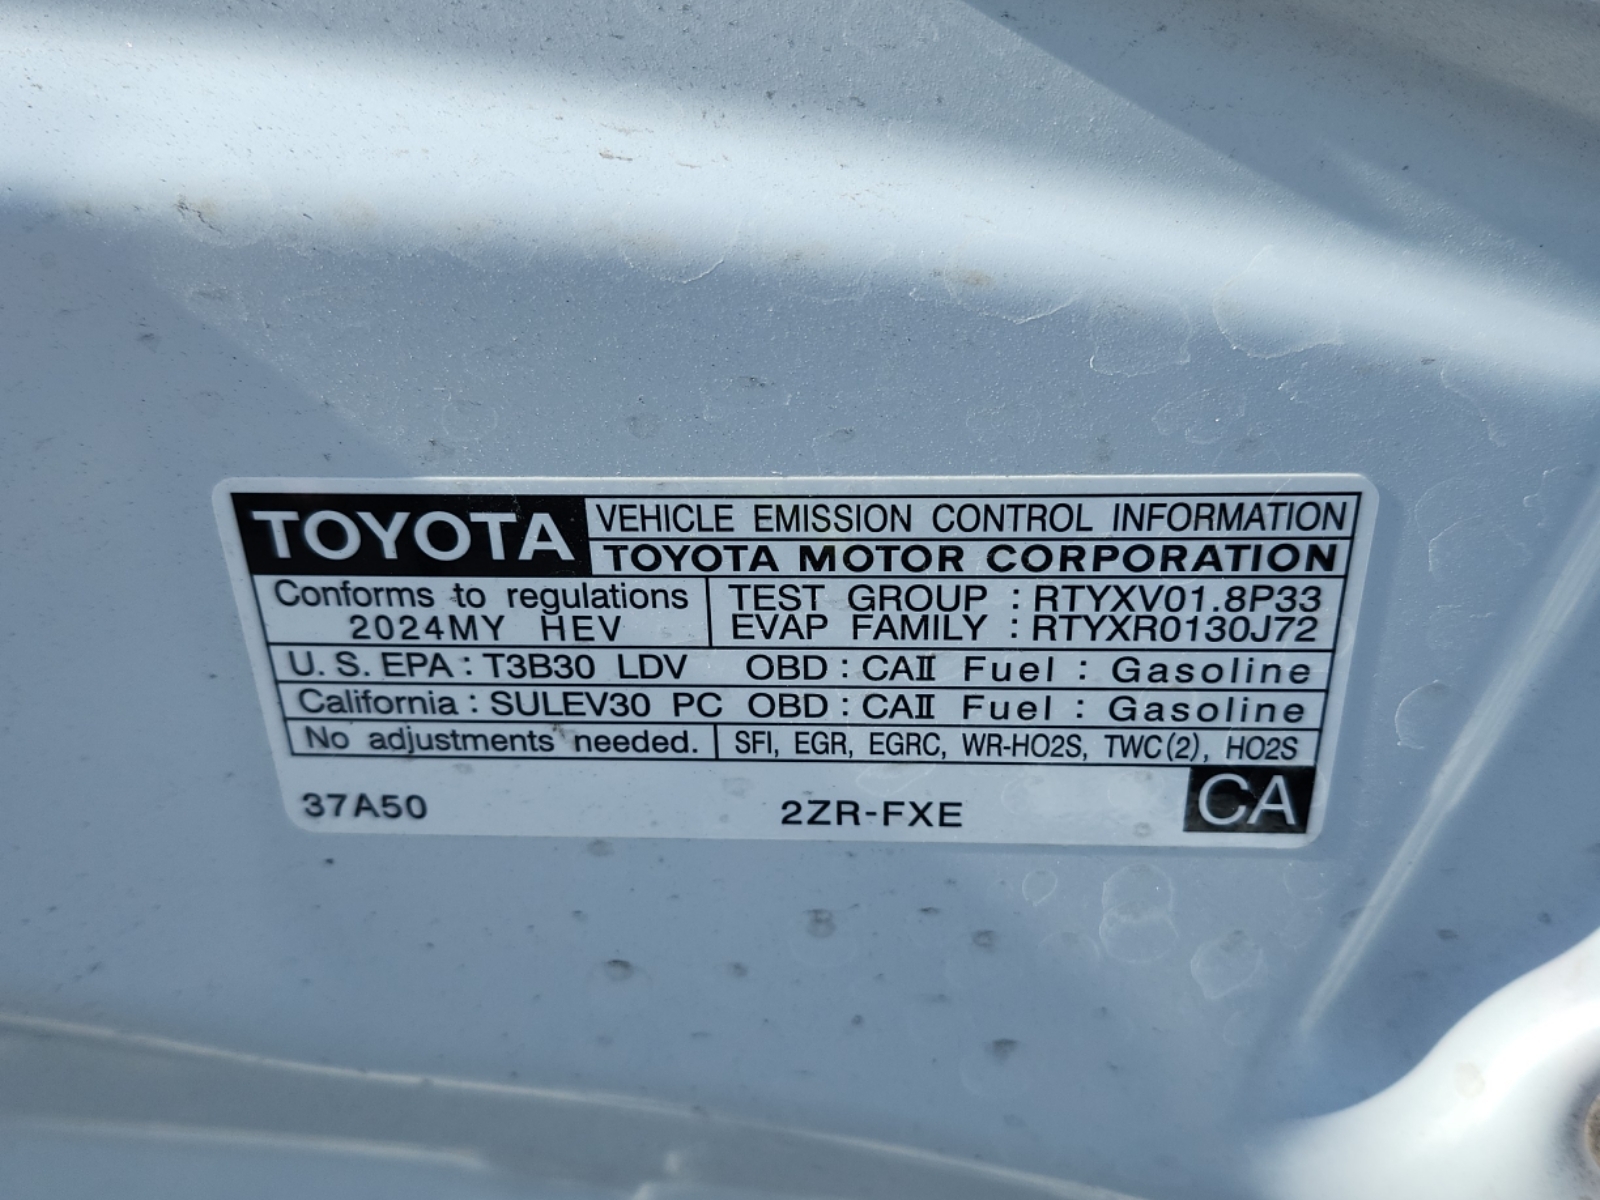 TOYOTA VEHICLE EMISSION CONTROL INFORMATION
TOYOTA MOTOR CORPORATION
Conforms to regulations
2024MY HEV
TEST GROUP : RTYXV01.8P33
EVAP FAMILY : RTYXR0130J72
U.S.EPA : T3B30 LDV OBD : CAⅡ Fuel : Gasoline
California : SULEV30 PC OBD : CAⅡ Fuel : Gasoline
No adjustments needed. SFI, EGR, EGRC, WR-HO2S, TWC(2), HO2S
37A50 2ZR-FXE CA